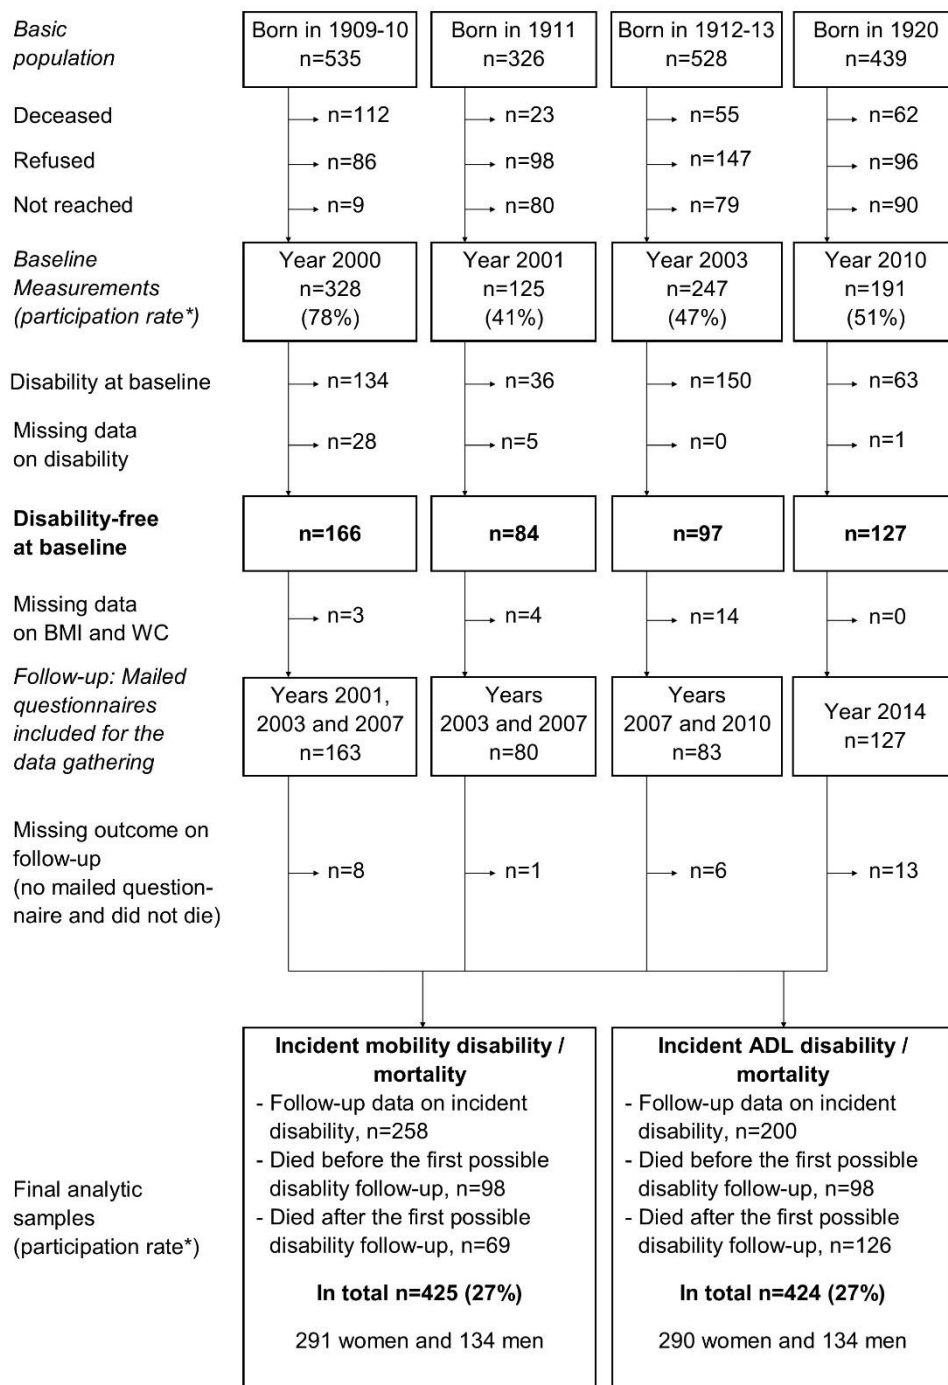 Basic
population
Born in 1909-10
n=535
Born in 1911
n=326
Born in 1912-13
n=528
Born in 1920
n=439
Deceased
n=112
n=23
n=55
n=62
Refused
n=86
n=98
n=147
n=96
Not reached
n=9
n=80
n=79
n=90
Baseline
Measurements
(participation rate*)
Year 2000
n=328
(78%)
Year 2001
n=125
(41%)
Year 2003
n=247
(47%)
Year 2010
n=191
(51%)
Disability at baseline
n=134
n=36
n=150
n=63
Missing data
on disability
n=28
n=5
n=0
n=1
Disability-free
at baseline
n=166
n=84
n=97
n=127
Missing data
on BMI and WC
n=3
n=4
n=14
n=0
Follow-up: Mailed
questionnaires
included for the
data gathering
Years 2001,
2003 and 2007
n=163
Years
2003 and 2007
n=80
Years
2007 and 2010
n=83
Year 2014
n=127
Missing outcome on
follow-up
(no mailed question-
naire and did not die)
n=8
n=1
n=6
n=13
Final analytic
samples
(participation rate*)
Incident mobility disability /
mortality
- Follow-up data on incident
disability, n=258
- Died before the first possible
disablity follow-up, n=98
- Died after the first possible
disability follow-up, n=69
In total n=425 (27%)
291 women and 134 men
Incident ADL disability /
mortality
- Follow-up data on incident
disability, n=200
- Died before the first possible
disablity follow-up, n=98
- Died after the first possible
disability follow-up, n=126
In total n=424 (27%)
290 women and 134 men